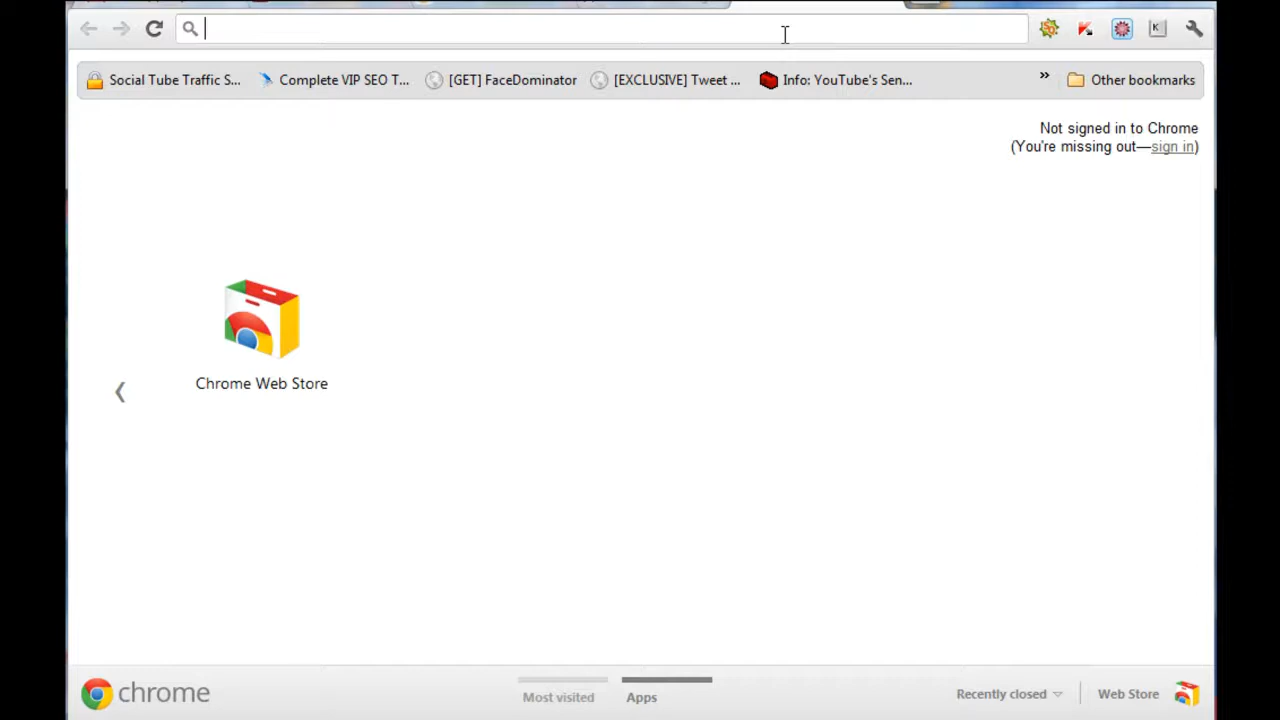 Social Tube Traffic S...
Complete VIP SEO T...
[GET] FaceDominator
[EXCLUSIVE] Tweet ...
Info: YouTube's Sen...
»
Other bookmarks
Not signed in to Chrome
(You're missing out—sign in)
Chrome Web Store
chrome
Most visited
Apps
Recently closed
Web Store